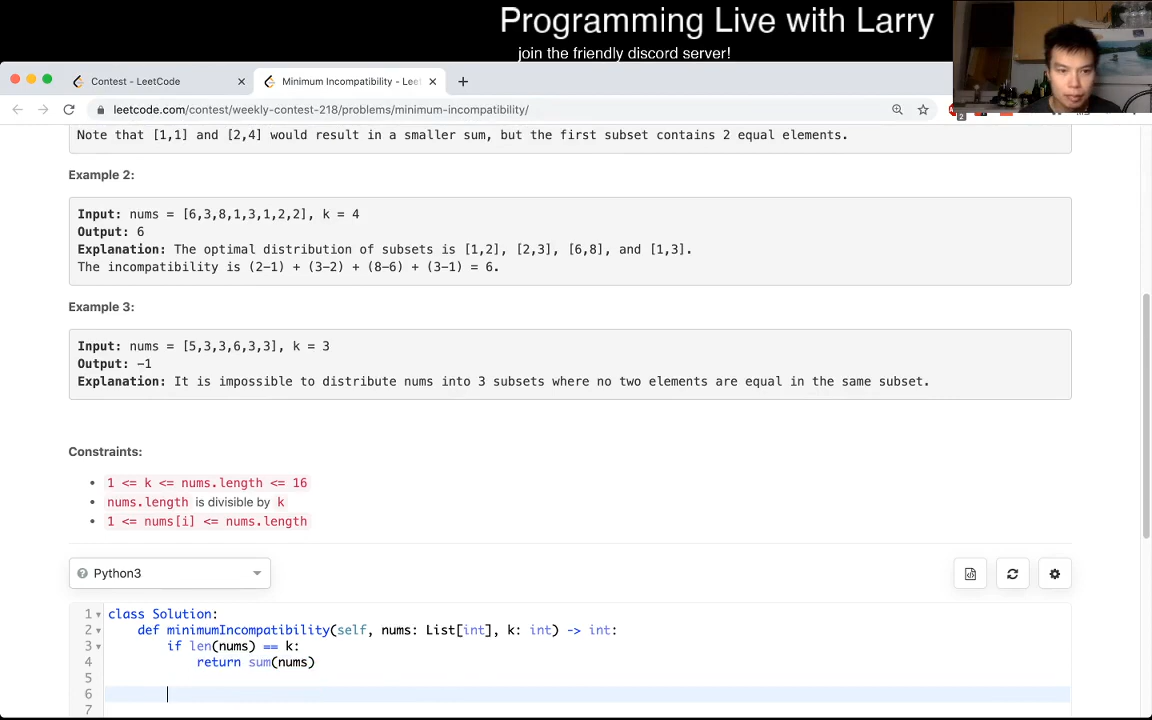 Programming Live with Larry
join the friendly discord server!
Contest - LeetCode
Minimum Incompatibility - Leet
leetcode.com/contest/weekly-contest-218/problems/minimum-incompatibility/
2
Note that [1,1] and [2,4] would result in a smaller sum, but the first subset contains 2 equal elements.
Example 2:
Input: nums = [6,3,8,1,3,1,2,2], k = 4
Output: 6
Explanation: The optimal distribution of subsets is [1,2], [2,3], [6,8], and [1,3].
The incompatibility is (2-1) + (3-2) + (8-6) + (3-1) = 6.
Example 3:
Input: nums = [5,3,3,6,3,3], k = 3
Output: -1
Explanation: It is impossible to distribute nums into 3 subsets where no two elements are equal in the same subset.
Constraints:
1 <= k <= nums.length <= 16
nums.length is divisible by k
1 <= nums[i] <= nums.length
Python3
1 class Solution:
2 def minimumIncompatibility(self, nums: List[int], k: int) -> int:
3 if len(nums) == k:
4 return sum(nums)
5
6
7